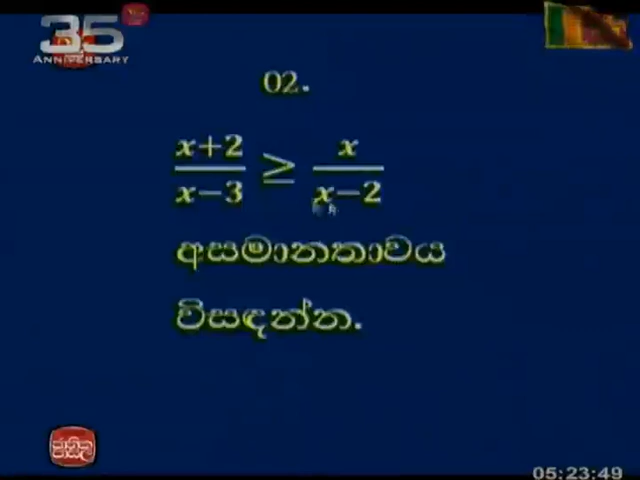 35
ANNIVERSARY
02.
x+2/x−3 ≥ x/x−2
අසමානතාවය
විසඳන්න.
05:23:49